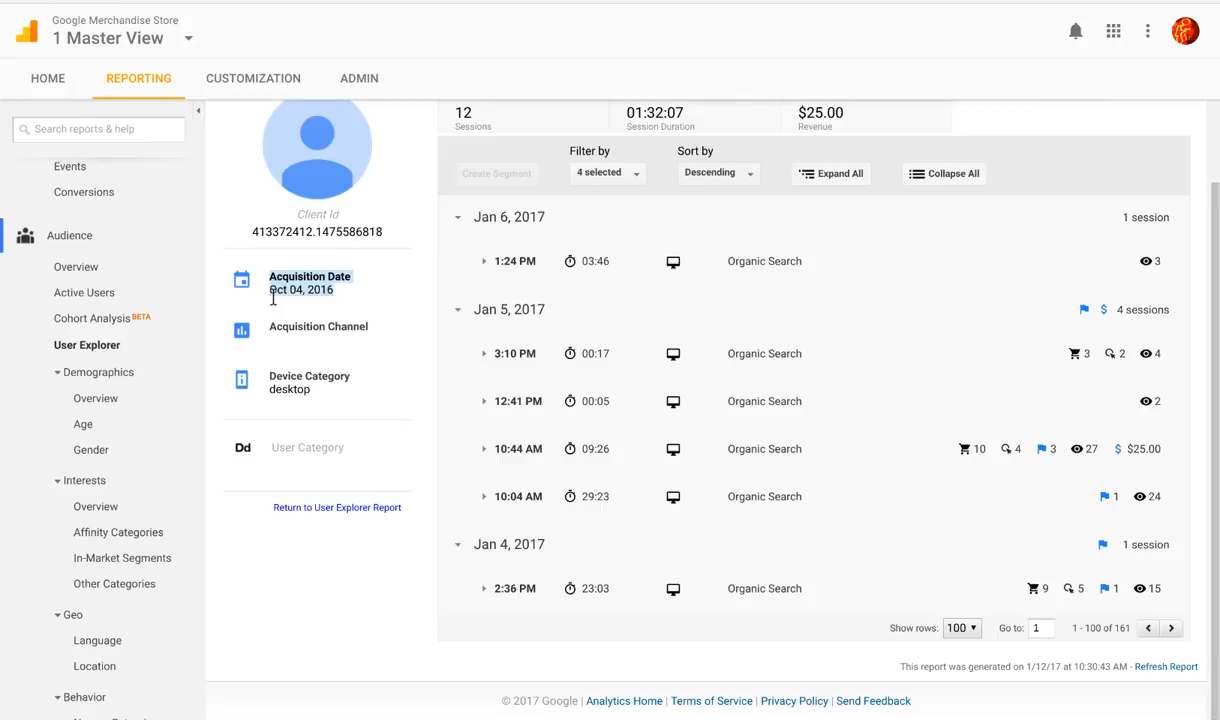 Google Merchandise Store
1 Master View
HOME
REPORTING
CUSTOMIZATION
ADMIN
Search reports & help
Events
Conversions
Audience
Overview
Active Users
Cohort Analysis BETA
User Explorer
Demographics
Overview
Age
Gender
Interests
Overview
Affinity Categories
In-Market Segments
Other Categories
Geo
Language
Location
Behavior
Client Id
413372412.1475586818
Acquisition Date
Oct 04, 2016
Acquisition Channel
Device Category
desktop
Dd User Category
Return to User Explorer Report
12 01:32:07 $25.00
Sessions Session Duration Revenue
Filter by Sort by
Create Segment 4 selected Descending Expand All Collapse All
Jan 6, 2017 1 session
1:24 PM 03:46 Organic Search 3
Jan 5, 2017 $ 4 sessions
3:10 PM 00:17 Organic Search 3 2 4
12:41 PM 00:05 Organic Search 2
10:44 AM 09:26 Organic Search 10 4 3 27 $ $25.00
10:04 AM 29:23 Organic Search 1 24
Jan 4, 2017 1 session
2:36 PM 23:03 Organic Search 9 5 1 15
Show rows: 100 Go to: 1 1 - 100 of 161
This report was generated on 1/12/17 at 10:30:43 AM - Refresh Report
© 2017 Google | Analytics Home | Terms of Service | Privacy Policy | Send Feedback